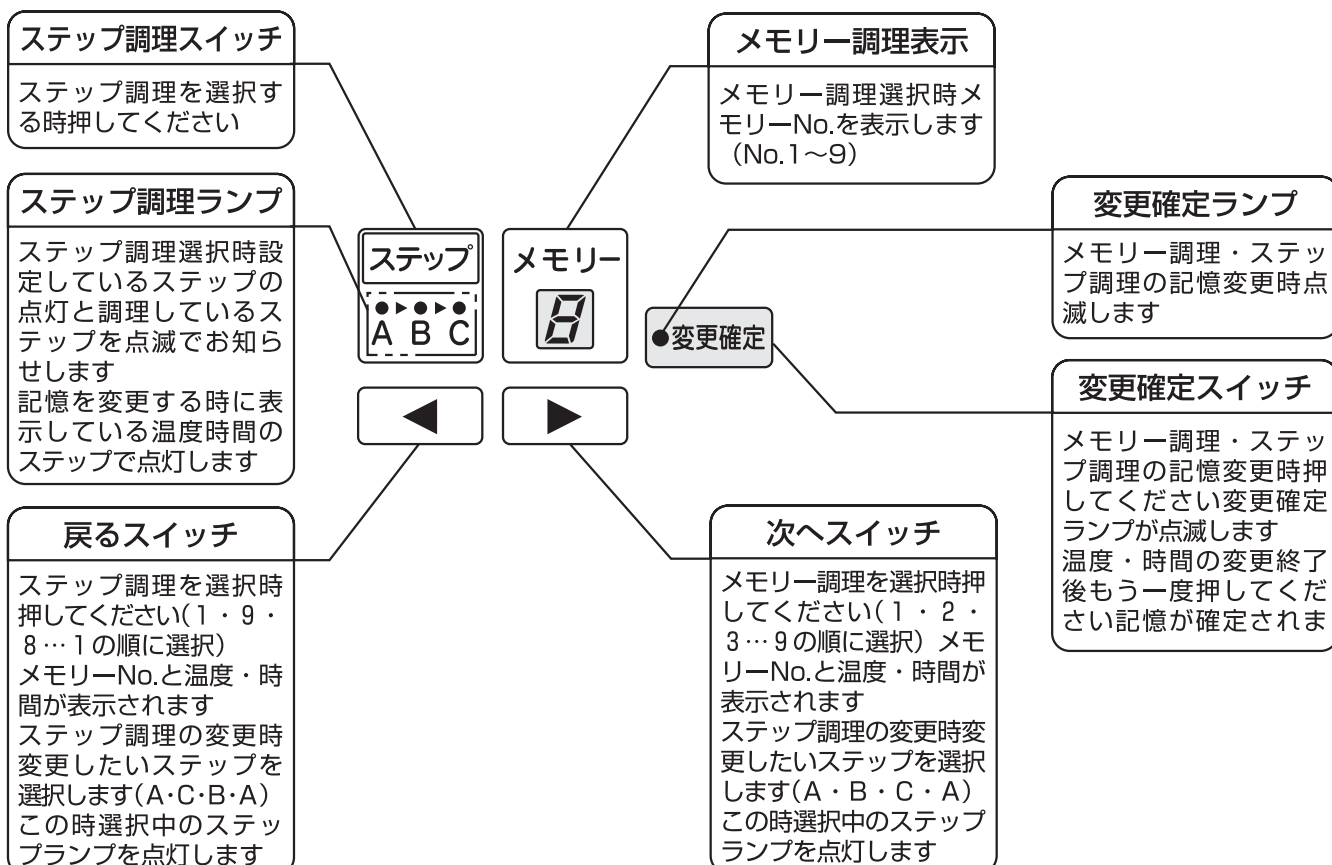 ステップ調理スイッチ
ステップ調理を選択す
る時押してください
ステップ調理ランプ
ステップ調理選択時設
定しているステップの
点灯と調理しているス
テップを点滅でお知ら
せします
記憶を変更する時に表
示している温度時間の
ステップで点灯します
戻るスイッチ
ステップ調理を選択時
押してください(1・9・
8…1の順に選択)
メモリーNo.と温度・時
間が表示されます
ステップ調理の変更時
変更したいステップを
選択します(A・C・B・A)
この時選択中のステッ
プランプを点灯します
ステップ
●▶●▶●
A B C
◀
メモリー
8
▶
●変更確定
メモリー調理表示
メモリー調理選択時メ
モリーNo.を表示します
(No.1〜9)
次へスイッチ
メモリー調理を選択時押
してください(1・2・
3…9の順に選択)メモ
リーNo.と温度・時間が
表示されます
ステップ調理の変更時変
更したいステップを選択
します(A・B・C・A)
この時選択中のステップ
ランプを点灯します
変更確定ランプ
メモリー調理・ステッ
プ調理の記憶変更時点
滅します
変更確定スイッチ
メモリー調理・ステッ
プ調理の記憶変更時押
してください変更確定
ランプが点滅します
温度・時間の変更終了
後もう一度押してくだ
さい記憶が確定されま